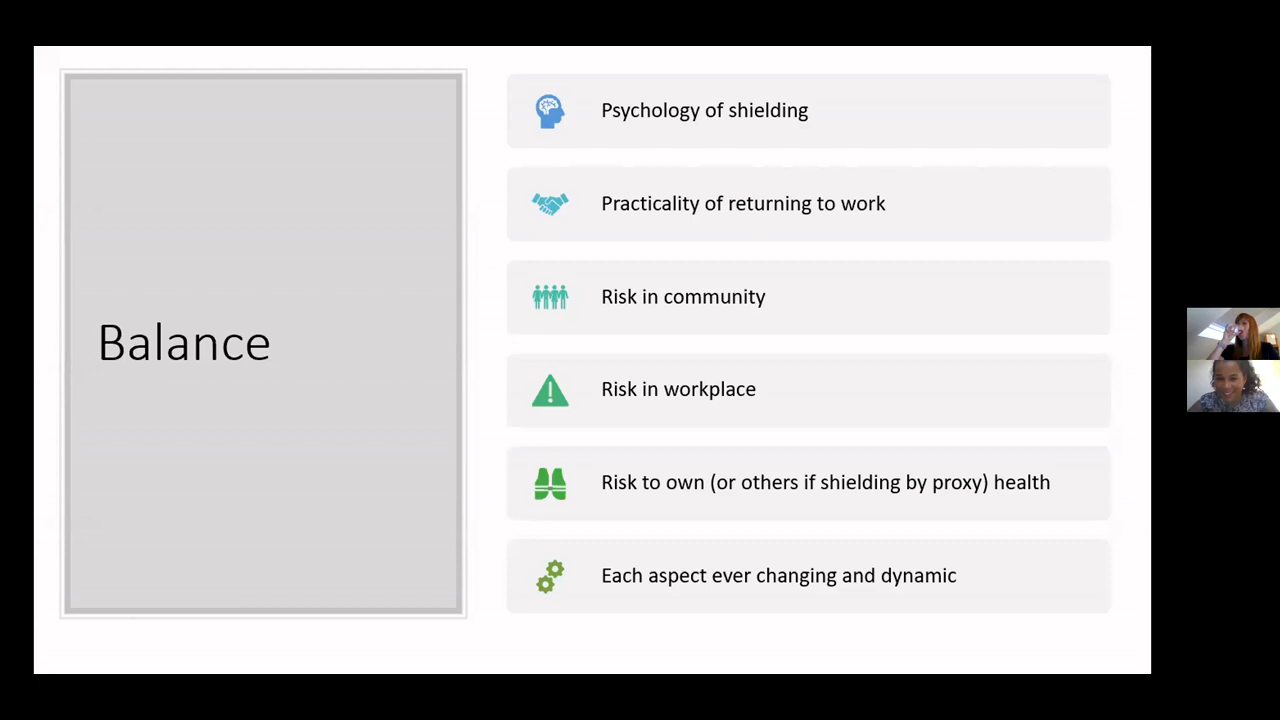 Balance
Psychology of shielding
Practicality of returning to work
Risk in community
Risk in workplace
Risk to own (or others if shielding by proxy) health
Each aspect ever changing and dynamic